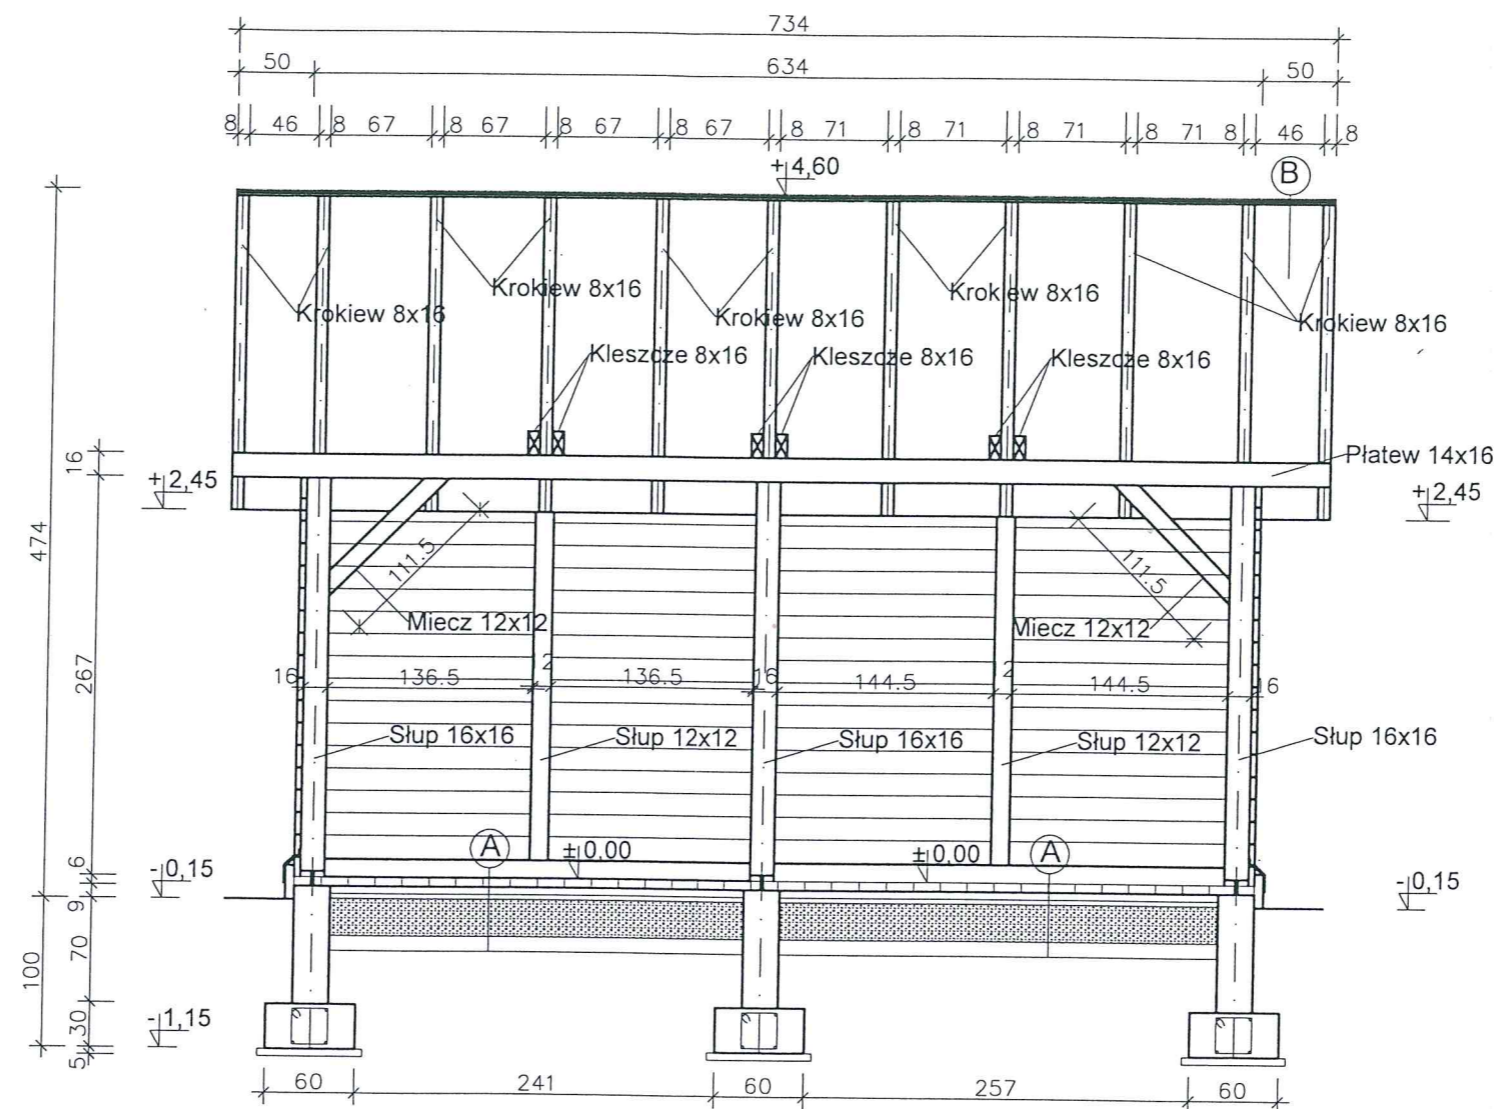 734
50 634 50
8 46 8 67 8 67 8 67 8 67 8 71 8 71 8 71 8 71 8 46 8
+4,60
B
Krokiew 8x16
Krokiew 8x16
Krokiew 8x16
Krokiew 8x16
Krokiew 8x16
Kleszcze 8x16
Kleszcze 8x16
Kleszcze 8x16
Płatew 14x16
16
+2,45
+2,45
474
111.5
111.5
Miecz 12x12
Miecz 12x12
267
16 136.5 12 136.5 16 144.5 12 144.5 16
Słup 16x16
Słup 12x12
Słup 16x16
Słup 12x12
Słup 16x16
A
±0,00
±0,00
A
6
-0,15
-0,15
9
70
100
30
-1,15
5
60 241 60 257 60